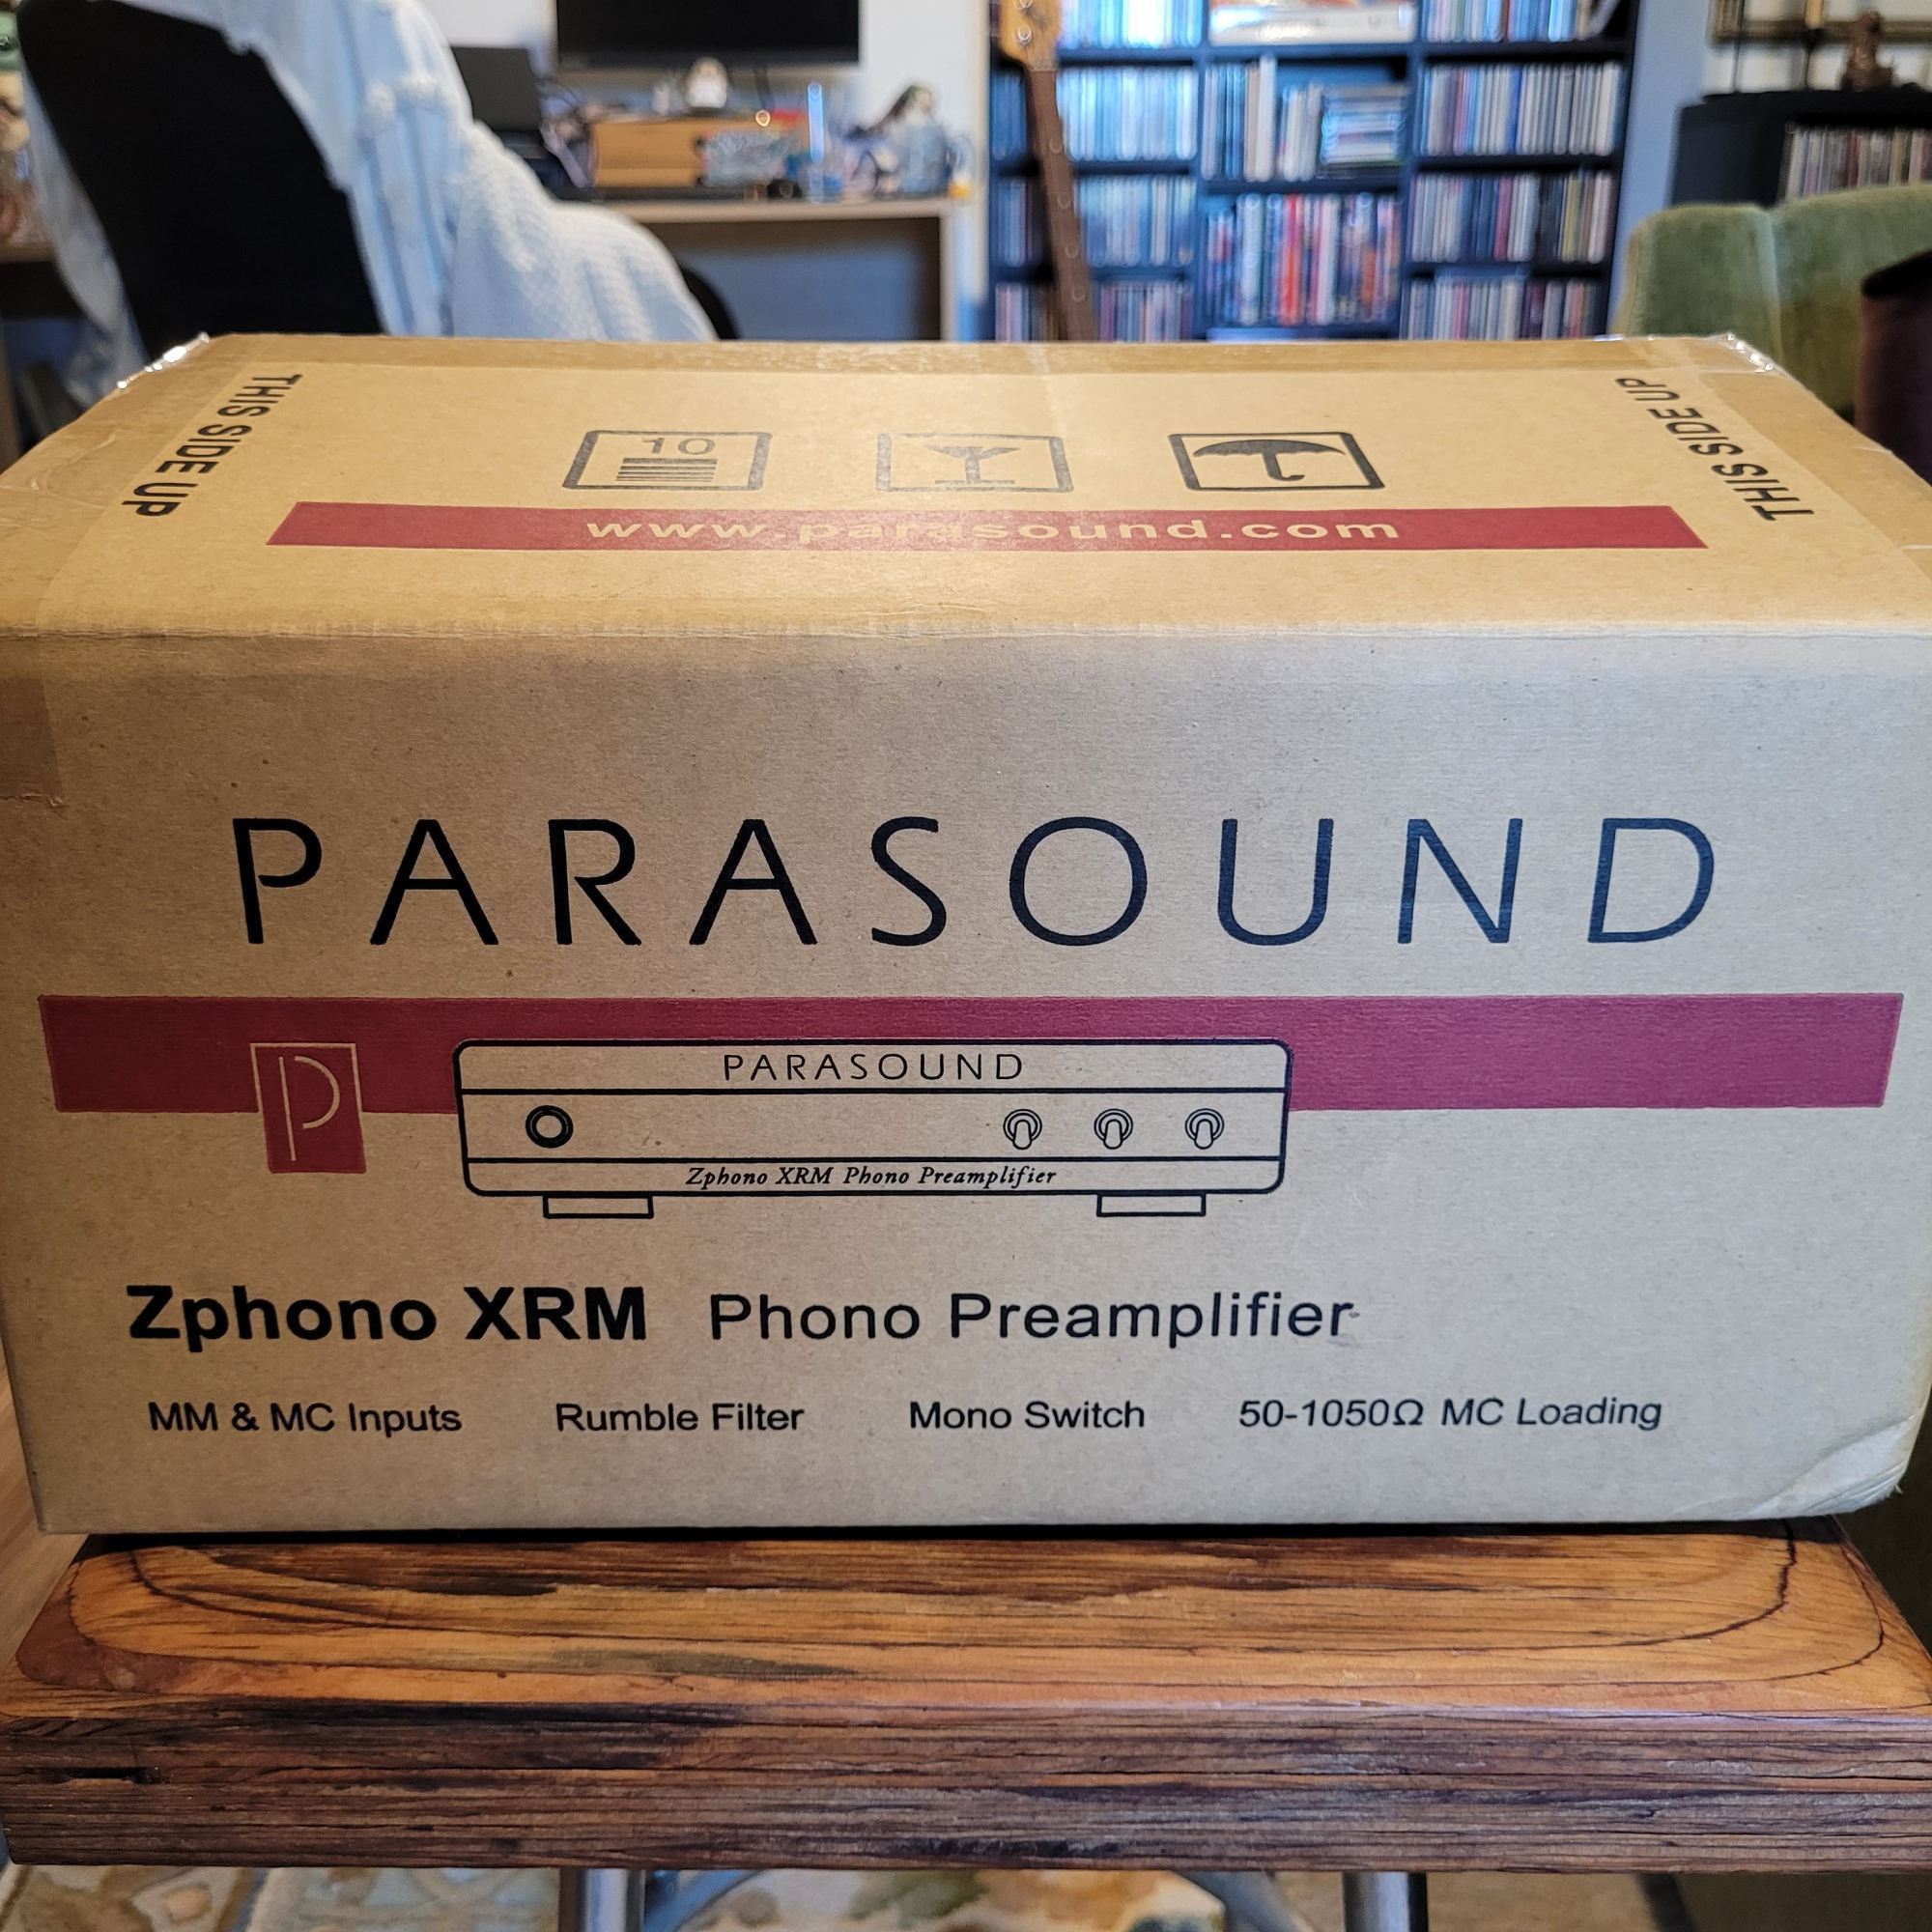 THIS SIDE UP
THIS SIDE UP
10
www.parasound.com
PARASOUND
P
PARASOUND
Zphono XRM Phono Preamplifier
Zphono XRM Phono Preamplifier
MM & MC Inputs Rumble Filter Mono Switch 50-1050Ω MC Loading